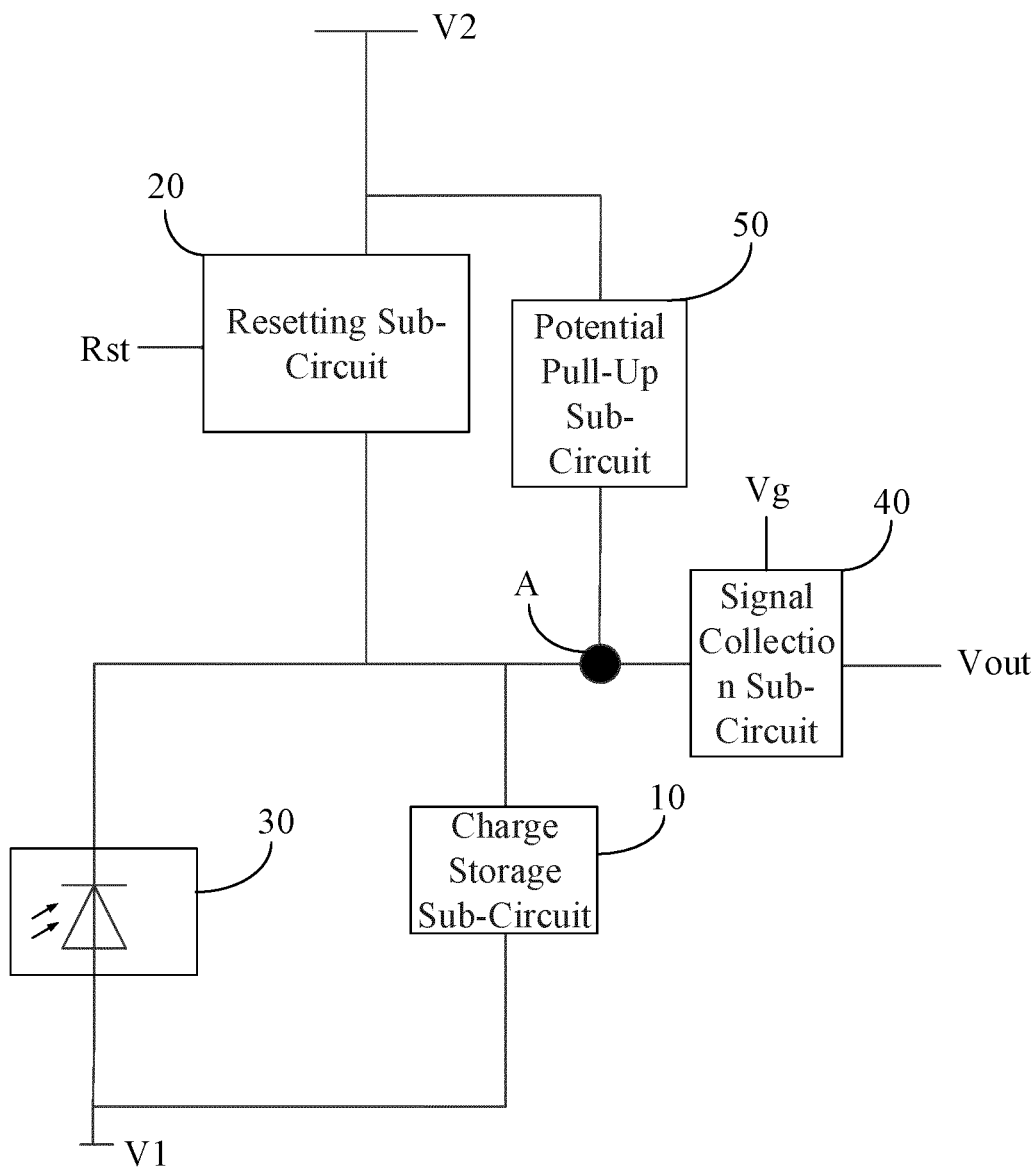 V2
20
50
Resetting Sub-
Circuit
Rst
Potential
Pull-Up
Sub-
Circuit
Vg
40
A
Signal
Collectio
n Sub-
Circuit
Vout
30
10
Charge
Storage
Sub-Circuit
V1